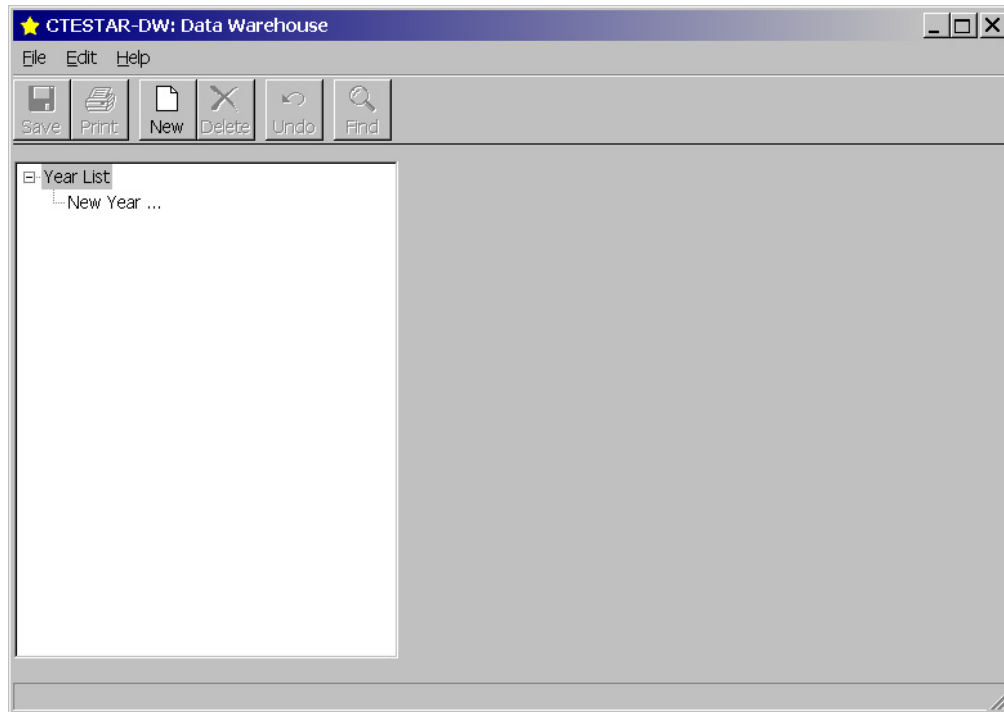 CTESTAR-DW: Data Warehouse
File Edit Help
Save Print New Delete Undo Find
Year List
New Year ...